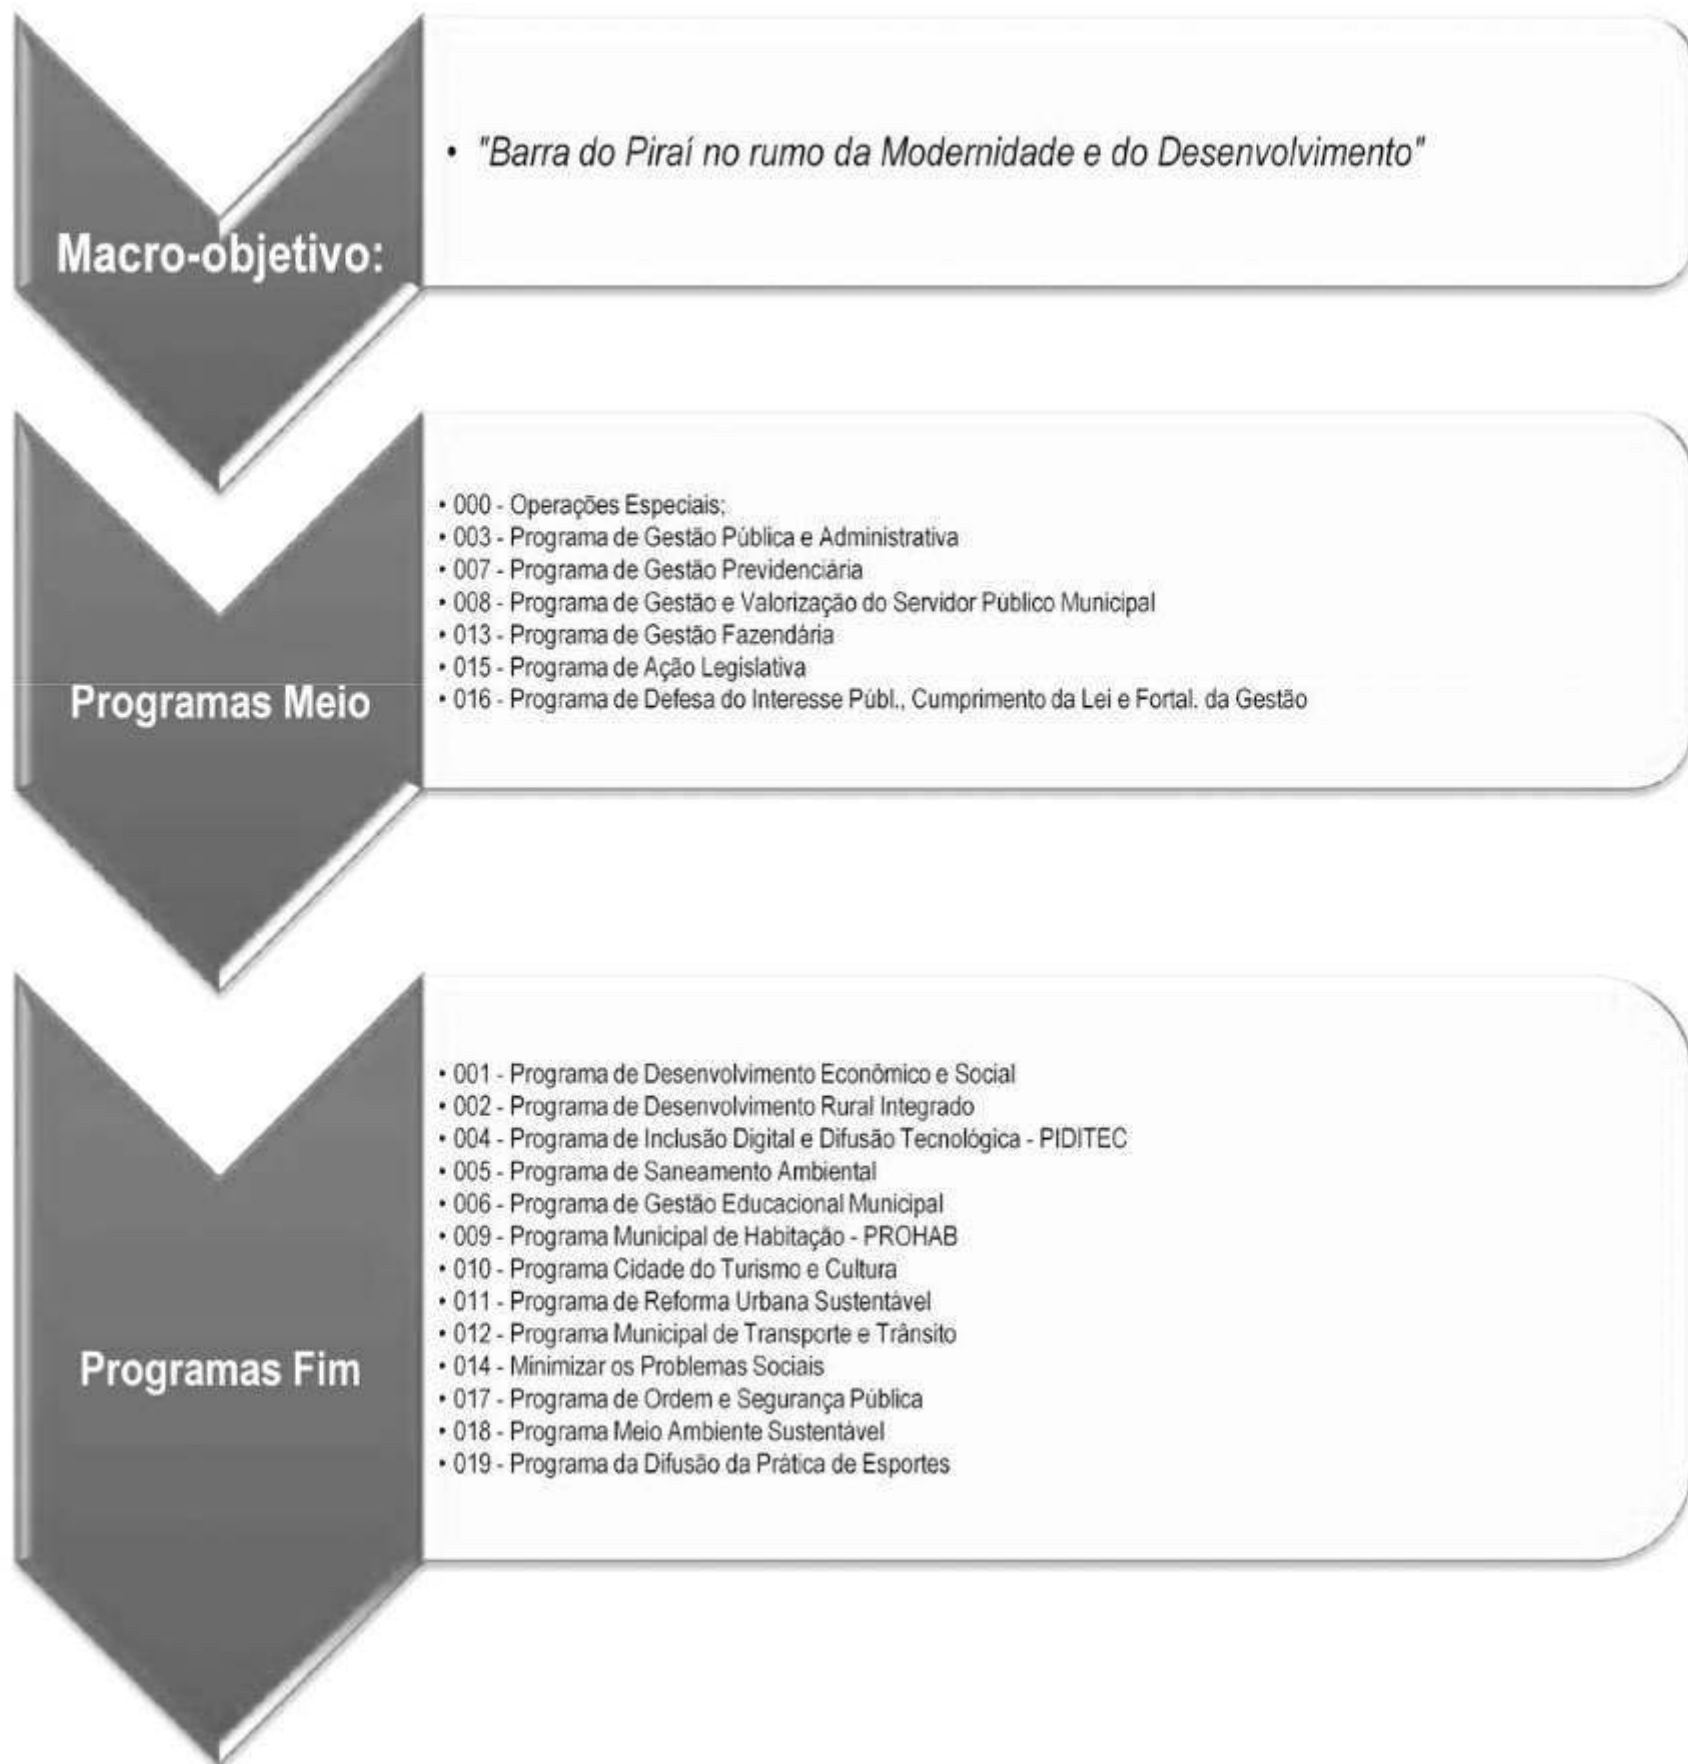 Macro-objetivo:
• "Barra do Piraí no rumo da Modernidade e do Desenvolvimento"
Programas Meio
• 000 - Operações Especiais;
• 003 - Programa de Gestão Pública e Administrativa
• 007 - Programa de Gestão Previdenciária
• 008 - Programa de Gestão e Valorização do Servidor Público Municipal
• 013 - Programa de Gestão Fazendária
• 015 - Programa de Ação Legislativa
• 016 - Programa de Defesa do Interesse Públ., Cumprimento da Lei e Fortal. da Gestão
Programas Fim
• 001 - Programa de Desenvolvimento Econômico e Social
• 002 - Programa de Desenvolvimento Rural Integrado
• 004 - Programa de Inclusão Digital e Difusão Tecnológica - PIDITEC
• 005 - Programa de Saneamento Ambiental
• 006 - Programa de Gestão Educacional Municipal
• 009 - Programa Municipal de Habitação - PROHAB
• 010 - Programa Cidade do Turismo e Cultura
• 011 - Programa de Reforma Urbana Sustentável
• 012 - Programa Municipal de Transporte e Trânsito
• 014 - Minimizar os Problemas Sociais
• 017 - Programa de Ordem e Segurança Pública
• 018 - Programa Meio Ambiente Sustentável
• 019 - Programa da Difusão da Prática de Esportes